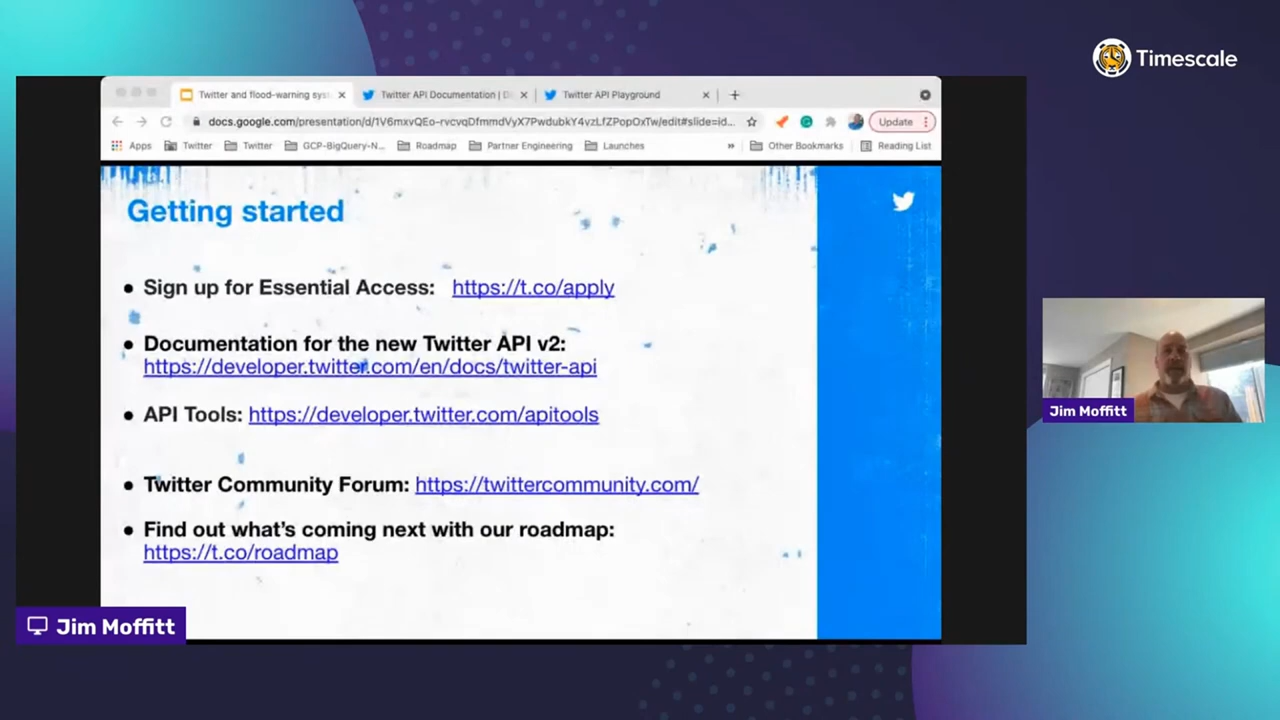 Timescale
Twitter and flood-warning syst
Twitter API Documentation | D
Twitter API Playground
docs.google.com/presentation/d/1V6mxvQEo-rvcvqDfmmdVyX7PwdubkY4vzLfZPopOxTw/edit#slide=id...
Update
Apps
Twitter
Twitter
GCP-BigQuery-N...
Roadmap
Partner Engineering
Launches
»
Other Bookmarks
Reading List
Getting started
• Sign up for Essential Access: https://t.co/apply
• Documentation for the new Twitter API v2:
https://developer.twitter.com/en/docs/twitter-api
• API Tools: https://developer.twitter.com/apitools
• Twitter Community Forum: https://twittercommunity.com/
• Find out what's coming next with our roadmap:
https://t.co/roadmap
Jim Moffitt
Jim Moffitt